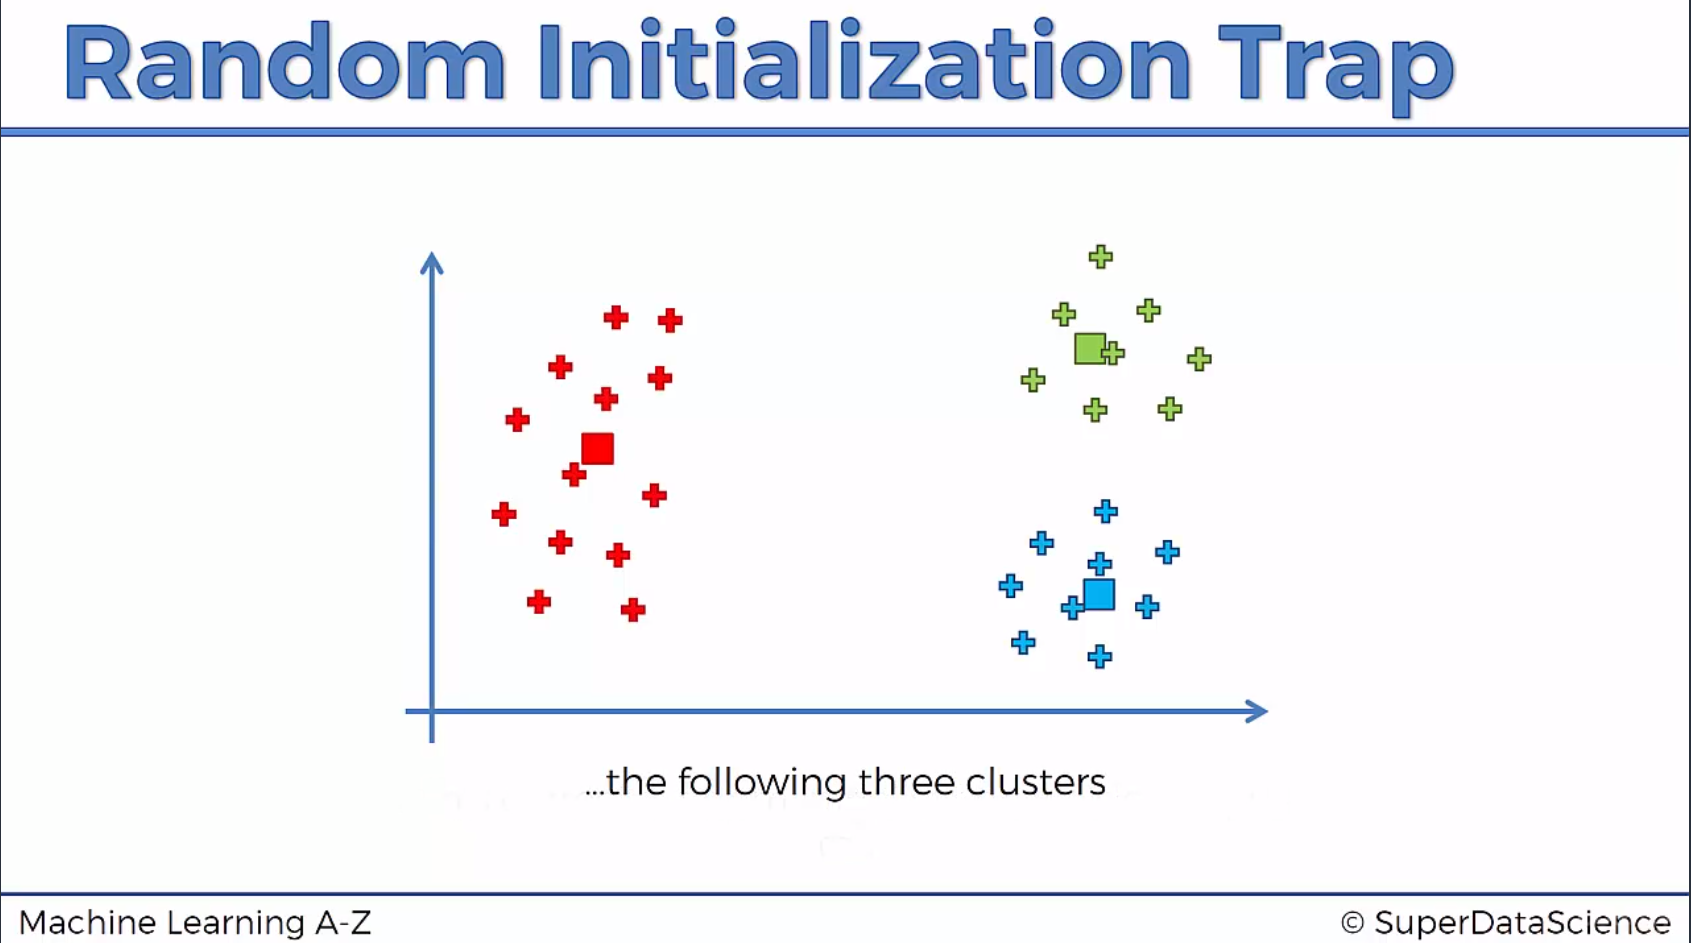 Random Initialization Trap
...the following three clusters
Machine Learning A-Z
© SuperDataScience